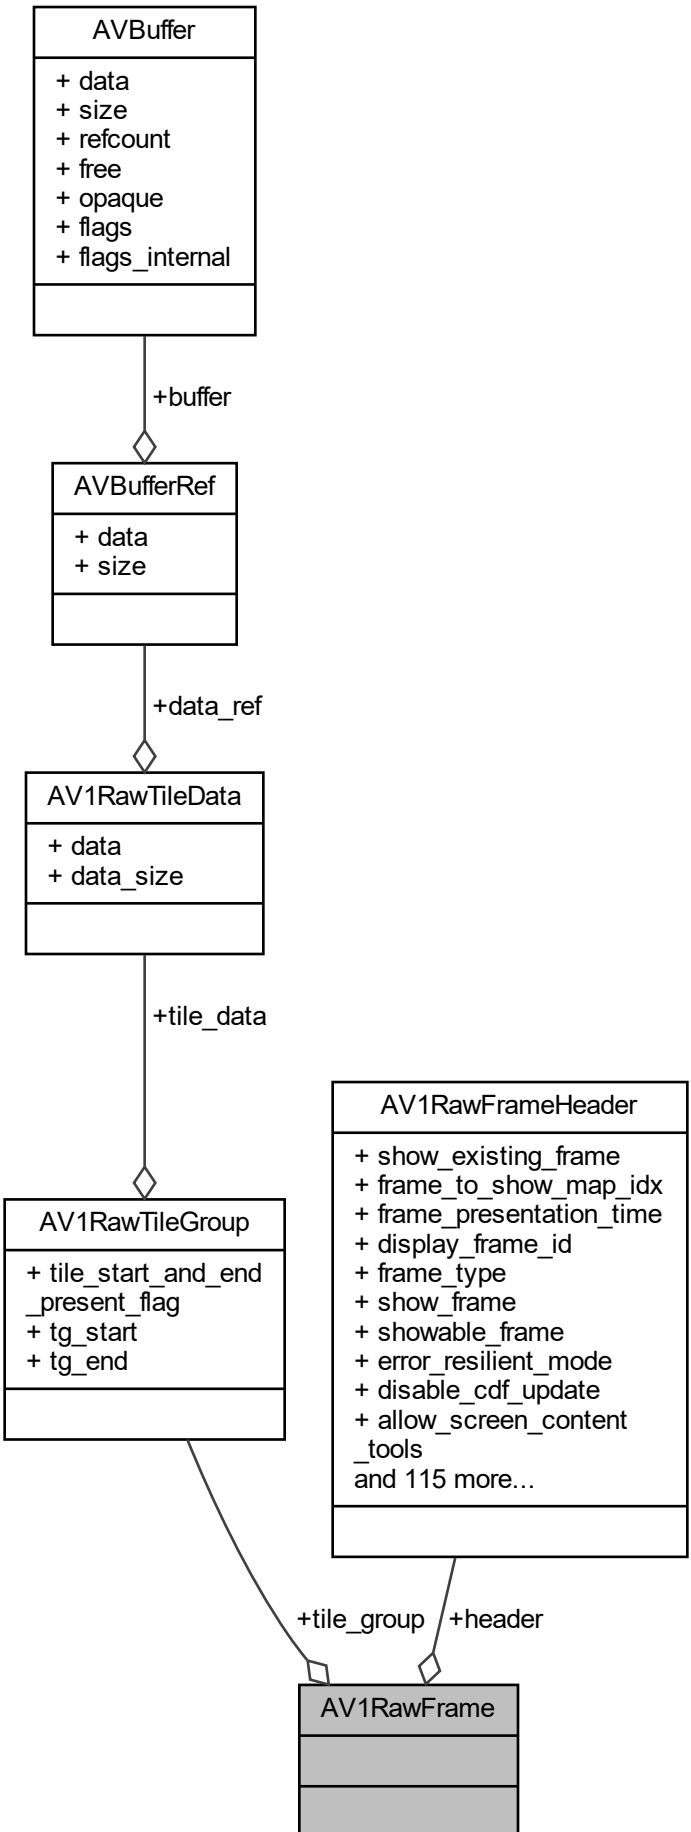 AVBuffer
+ data
+ size
+ refcount
+ free
+ opaque
+ flags
+ flags_internal
+buffer
AVBufferRef
+ data
+ size
+data_ref
AV1RawTileData
+ data
+ data_size
+tile_data
AV1RawTileGroup
+ tile_start_and_end
_present_flag
+ tg_start
+ tg_end
AV1RawFrameHeader
+ show_existing_frame
+ frame_to_show_map_idx
+ frame_presentation_time
+ display_frame_id
+ frame_type
+ show_frame
+ showable_frame
+ error_resilient_mode
+ disable_cdf_update
+ allow_screen_content
_tools
and 115 more...
+tile_group
+header
AV1RawFrame